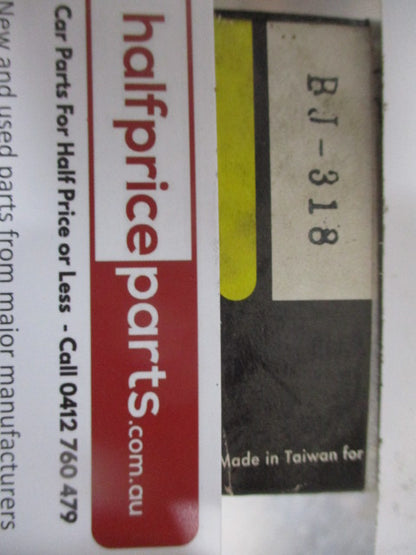 halfpriceparts.com.au
Car Parts For Half Price or Less - Call 0412 760 479
New and used parts from major manufacturers
BJ-318
Made in Taiwan for